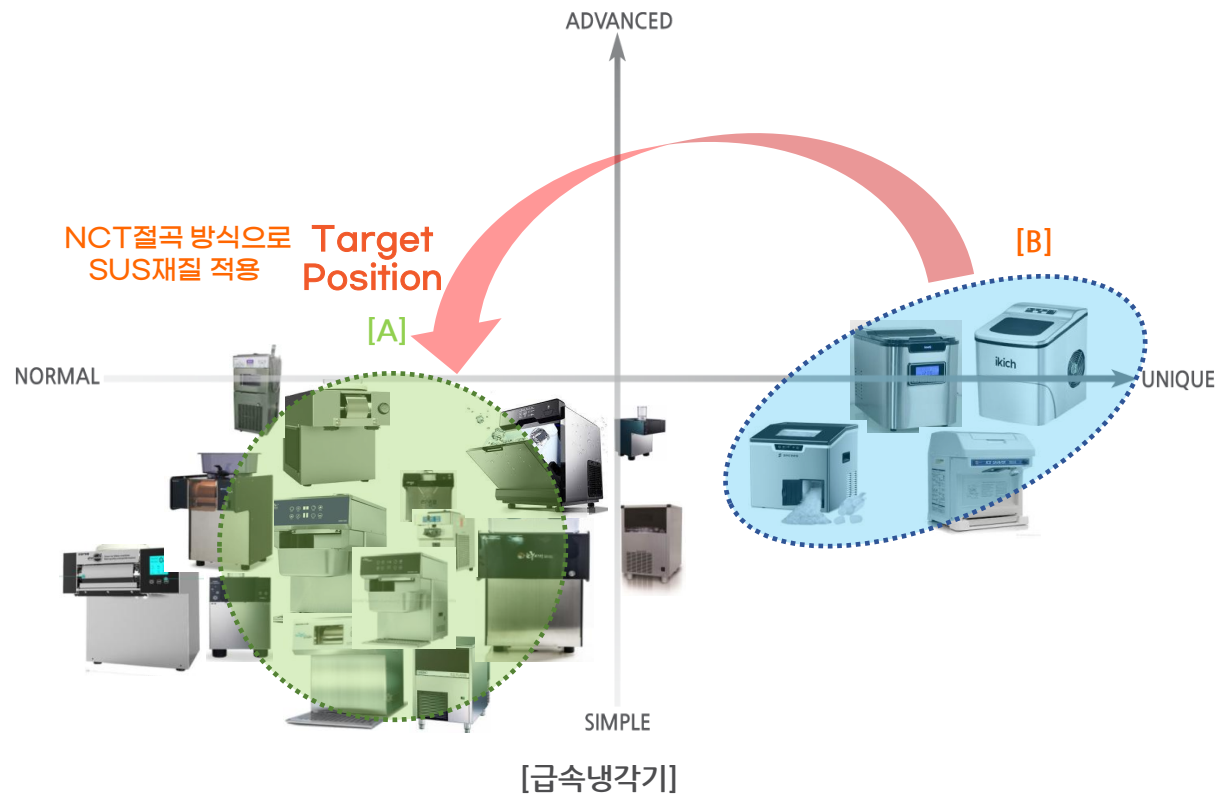 ADVANCED
NCT절곡 방식으로
SUS재질 적용
Target
Position
[A]
[B]
NORMAL
UNIQUE
ikich
SIMPLE
[급속냉각기]